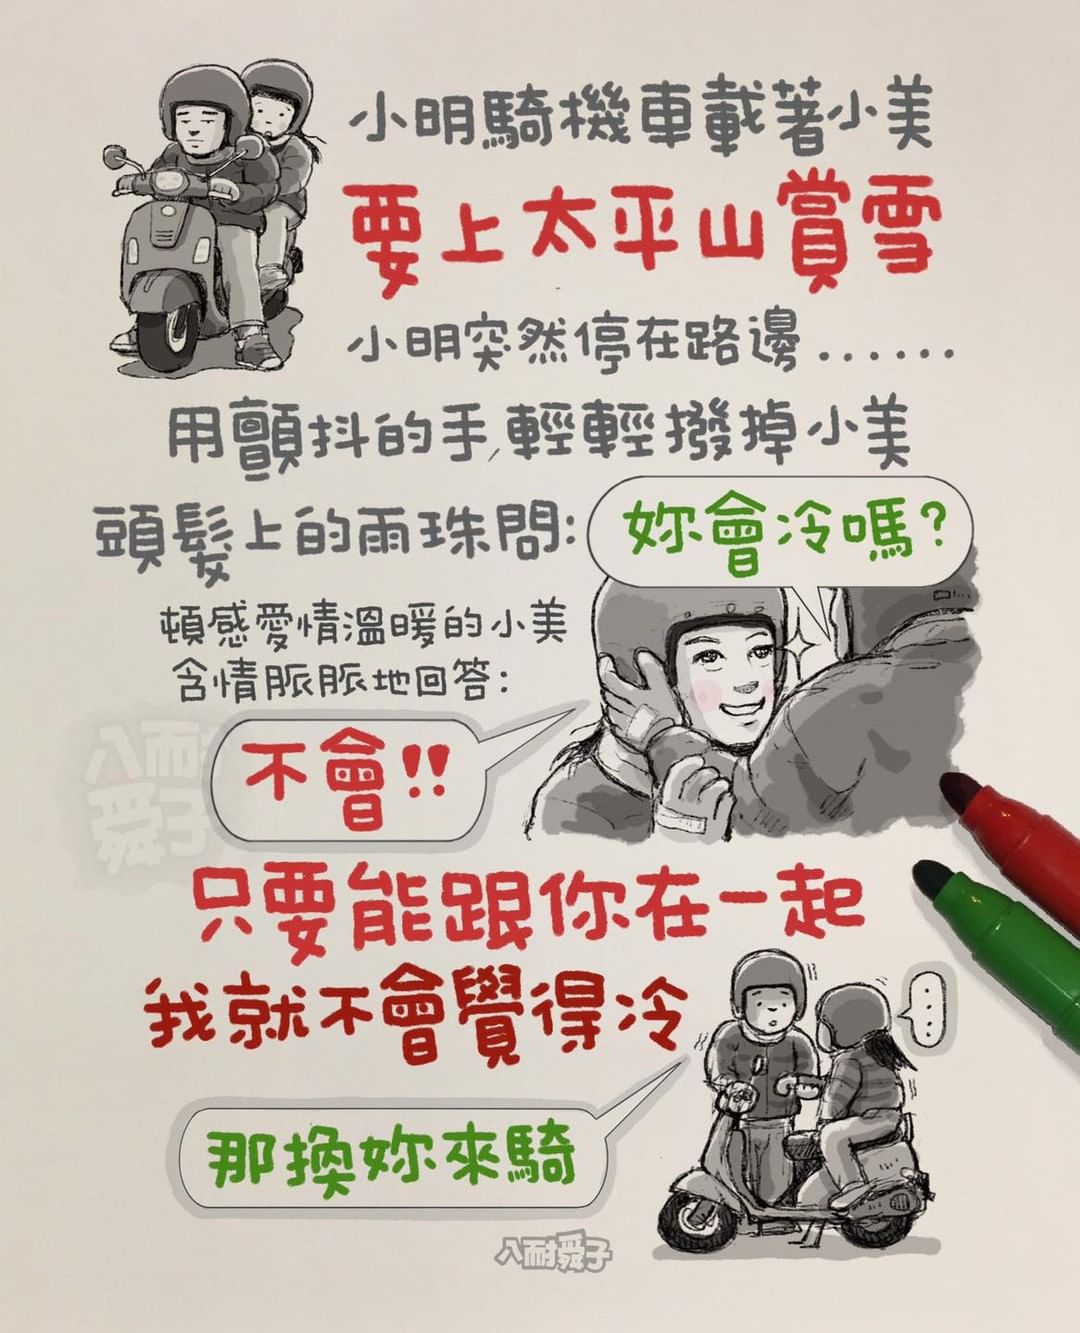 小明騎機車載著小美
要上太平山賞雪
小明突然停在路邊......
用顫抖的手,輕輕撥掉小美
頭髮上的雨珠問:
妳會冷嗎?
頓感愛情溫暖的小美
含情脈脈地回答:
不會!!
八耐舜子
只要能跟你在一起
我就不會覺得冷
....
那換妳來騎
八耐舜子